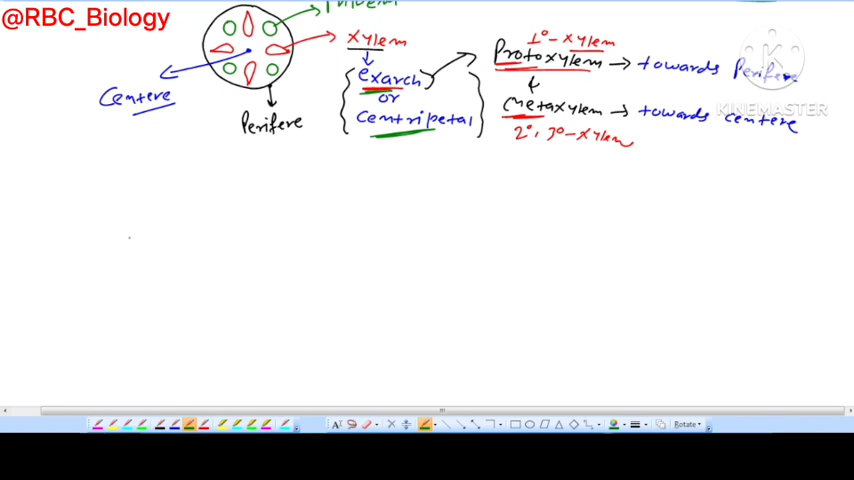 @RBC_Biology
1°-xylem
xylem
Protoxylem → towards Perifere
exarch
or
Centripetal
Metaxylem → towards Centere
2°, 3°-xylem
Centere
Perifere
KINEMASTER
Rotate